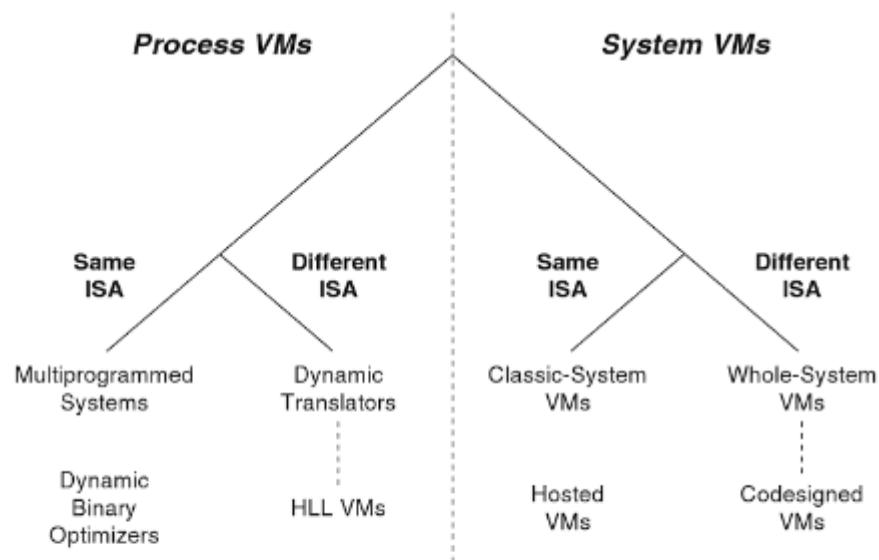 Process VMs
System VMs
Same
ISA
Different
ISA
Same
ISA
Different
ISA
Multiprogrammed
Systems
Dynamic
Translators
Classic-System
VMs
Whole-System
VMs
Dynamic
Binary
Optimizers
HLL VMs
Hosted
VMs
Codesigned
VMs